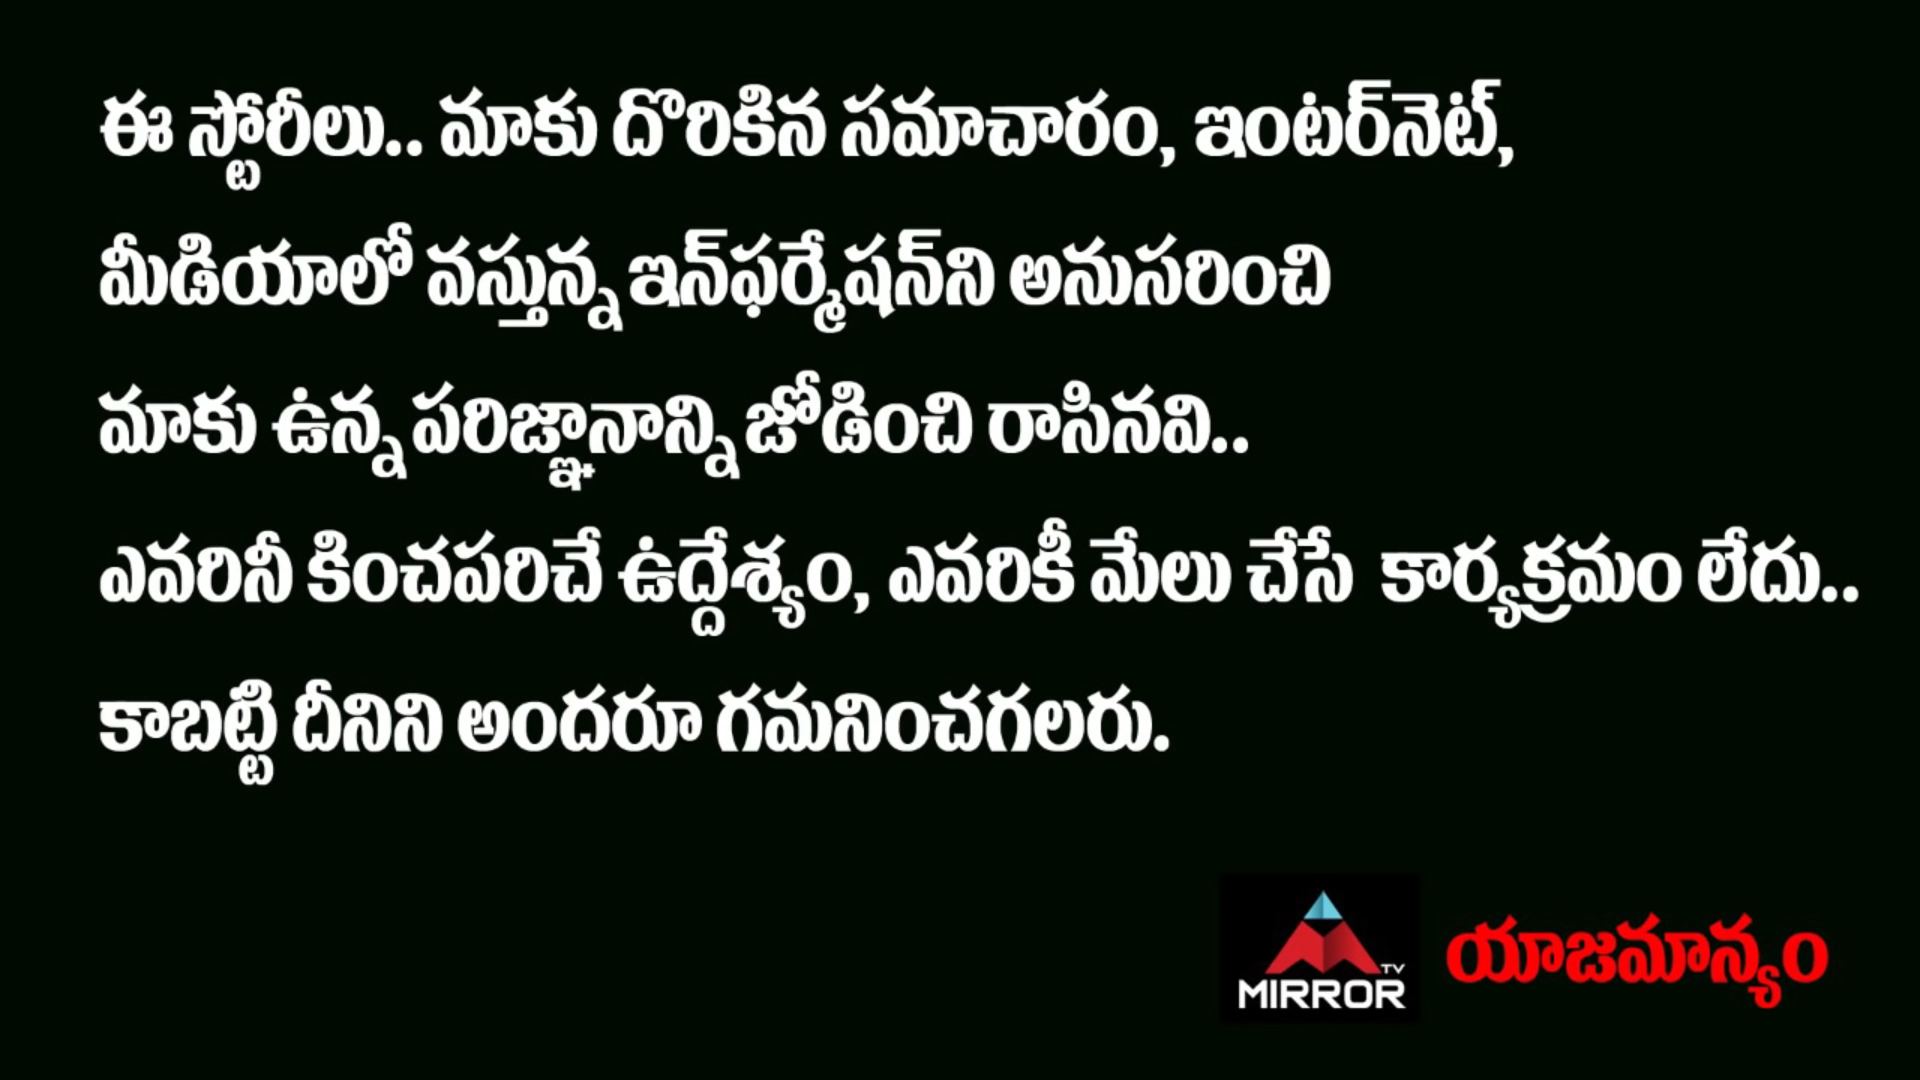 ఈ స్టోరీలు.. మాకు దొరికిన సమాచారం, ఇంటర్‌నెట్,
మీడియాలో వస్తున్న ఇన్‌ఫర్మేషన్‌ని అనుసరించి
మాకు ఉన్న పరిజ్ఞానాన్ని జోడించి రాసినవి..
ఎవరినీ కించపరిచే ఉద్దేశ్యం, ఎవరికీ మేలు చేసే కార్యక్రమం లేదు..
కాబట్టి దీనిని అందరూ గమనించగలరు.
TV
MIRROR
యాజమాన్యం